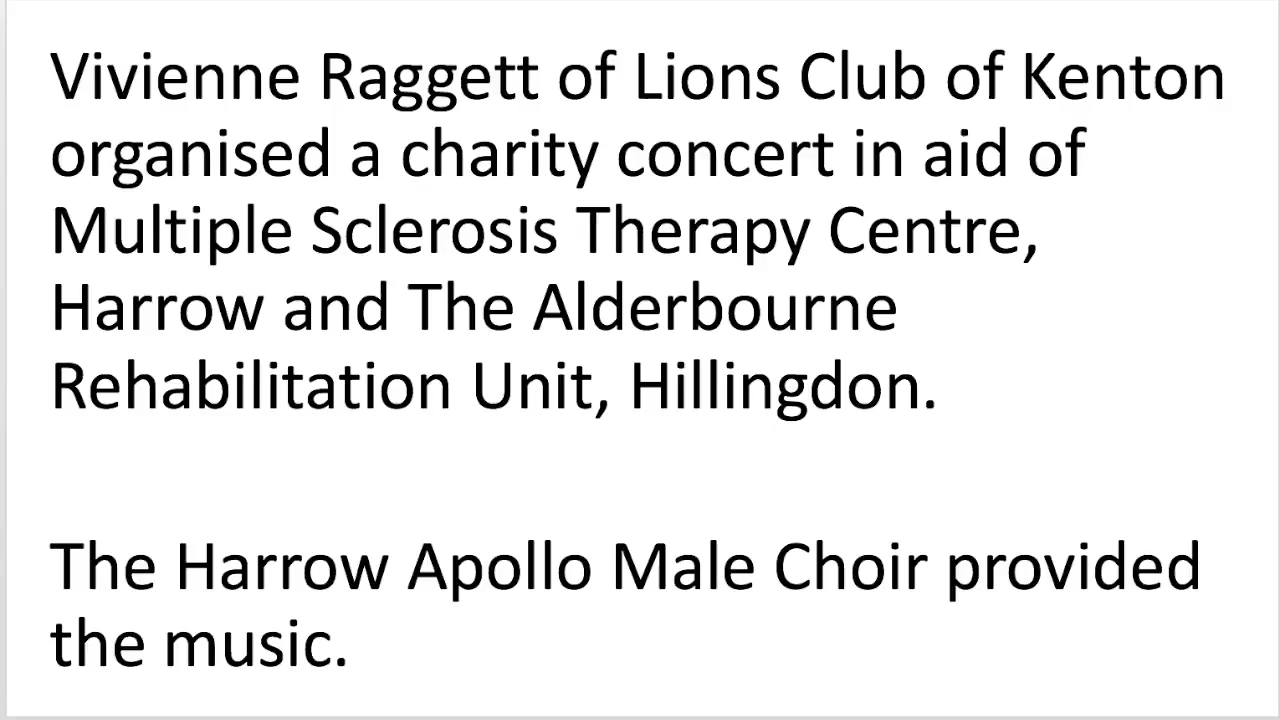 Vivienne Raggett of Lions Club of Kenton
organised a charity concert in aid of
Multiple Sclerosis Therapy Centre,
Harrow and The Alderbourne
Rehabilitation Unit, Hillingdon.
The Harrow Apollo Male Choir provided
the music.